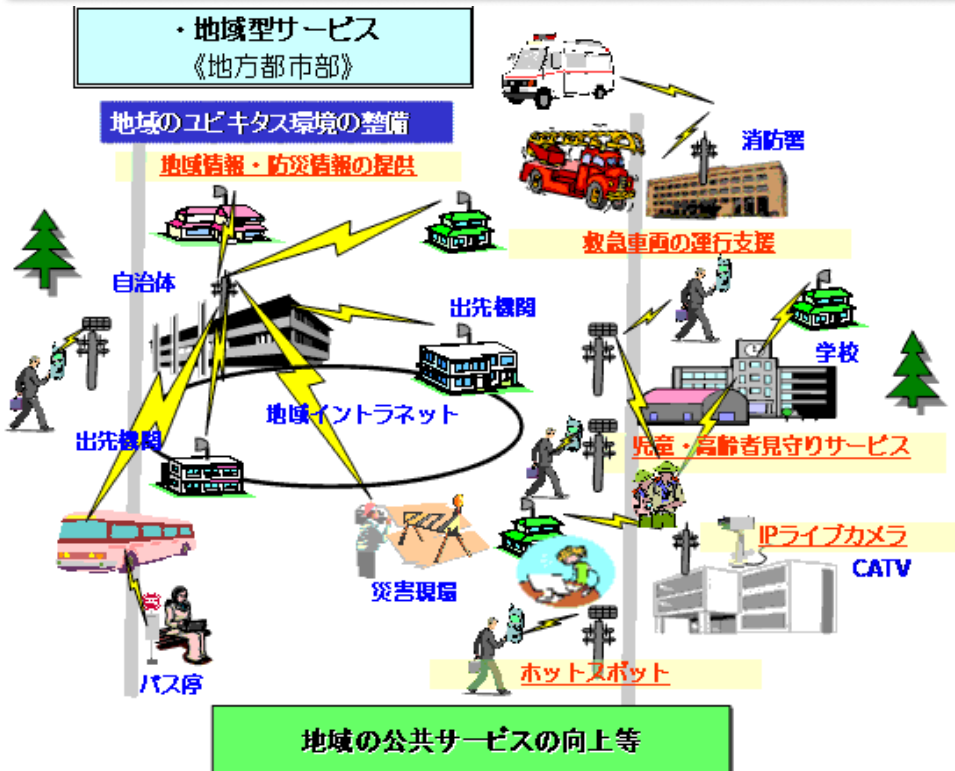 ・地域型サービス
《地方都市部》
地域のユビキタス環境の整備
地域情報・防災情報の提供
消防署
救急車両の運行支援
自治体
出先機関
学校
地域イントラネット
出先機関
児童・高齢者見守りサービス
IPライブカメラ
CATV
災害現場
ホットスポット
バス停
地域の公共サービスの向上等